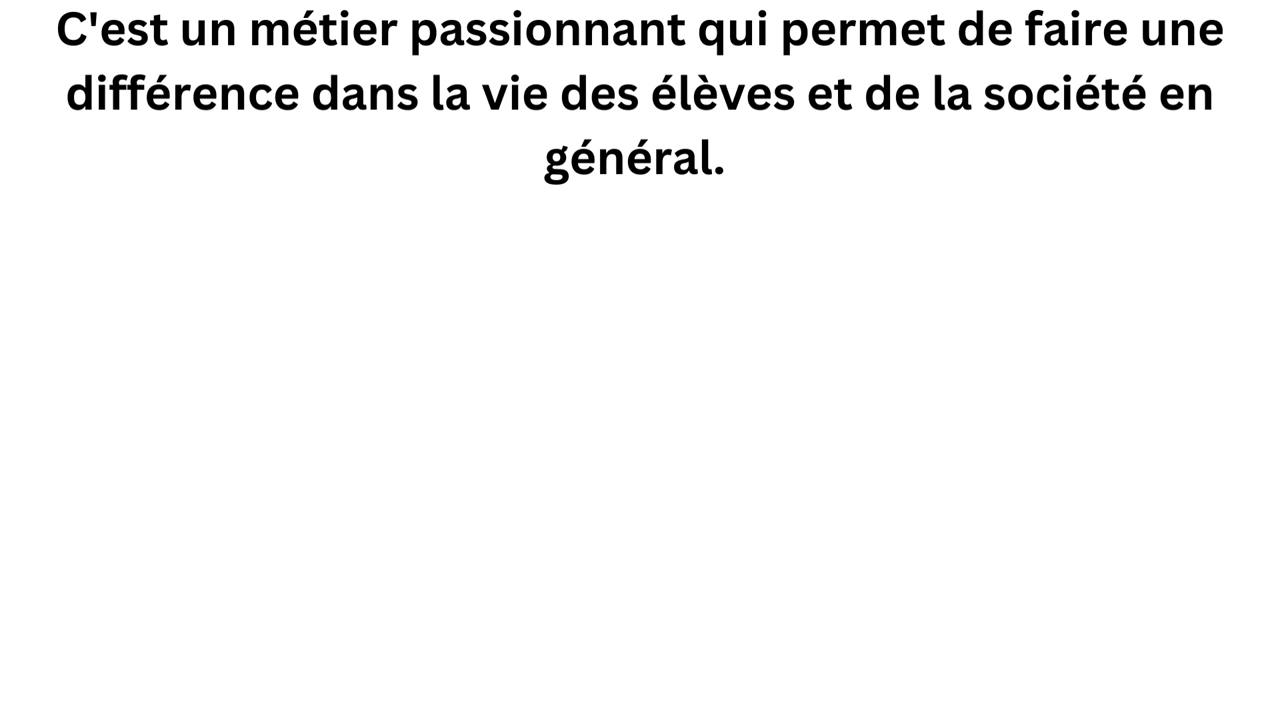 C'est un métier passionnant qui permet de faire une
différence dans la vie des élèves et de la société en
général.